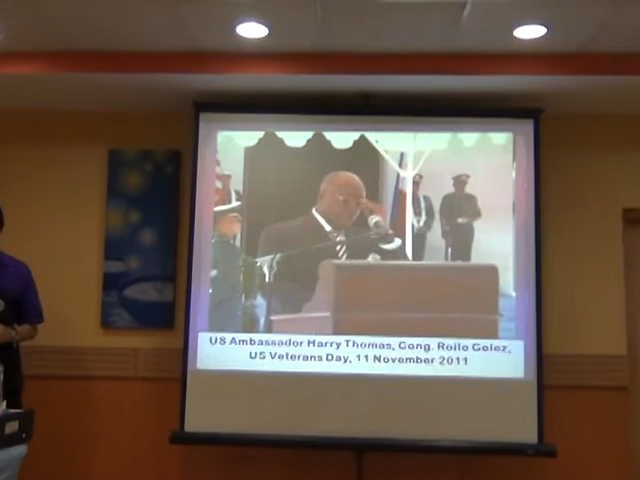 US Ambassador Harry Thomas, Cong. Roilo Golez,
US Veterans Day, 11 November 2011